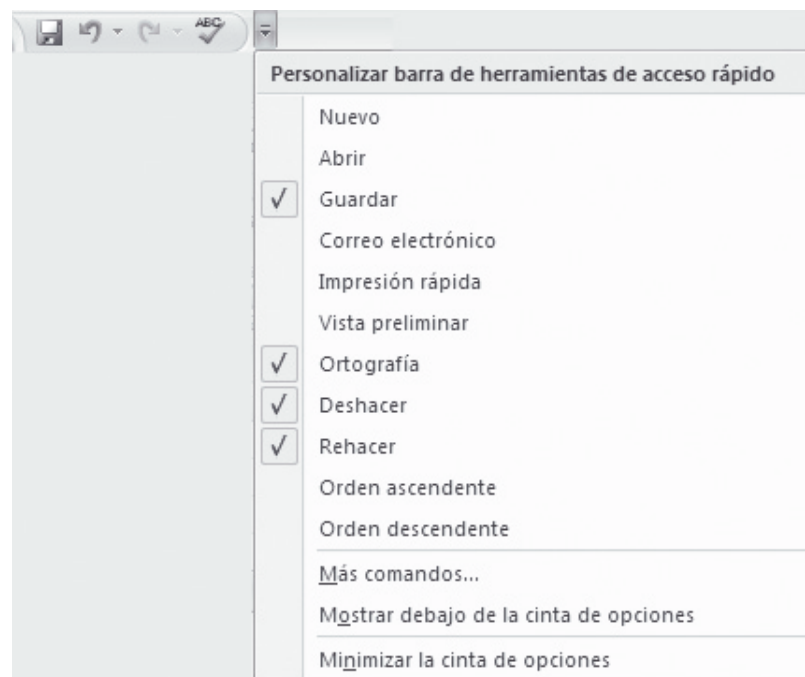 ABC
Personalizar barra de herramientas de acceso rápido
Nuevo
Abrir
Guardar
Correo electrónico
Impresión rápida
Vista preliminar
Ortografía
Deshacer
Rehacer
Orden ascendente
Orden descendente
Más comandos...
Mostrar debajo de la cinta de opciones
Minimizar la cinta de opciones